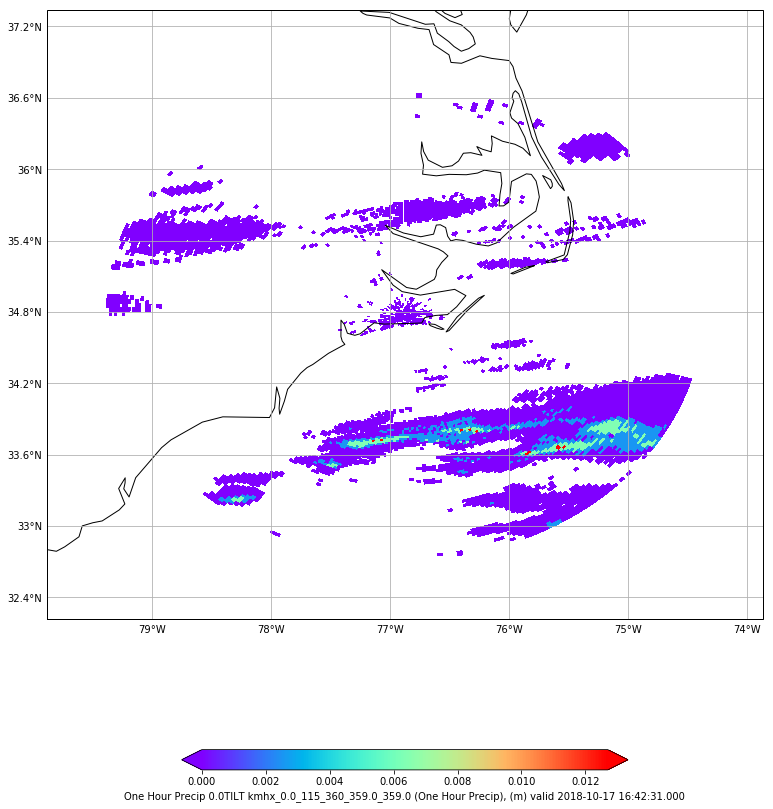 37.2°N
36.6°N
36°N
35.4°N
34.8°N
34.2°N
33.6°N
33°N
32.4°N
79°W 78°W 77°W 76°W 75°W 74°W
0.000 0.002 0.004 0.006 0.008 0.010 0.012
One Hour Precip 0.0TILT kmhx_0.0_115_360_359.0_359.0 (One Hour Precip), (m) valid 2018-10-17 16:42:31.000